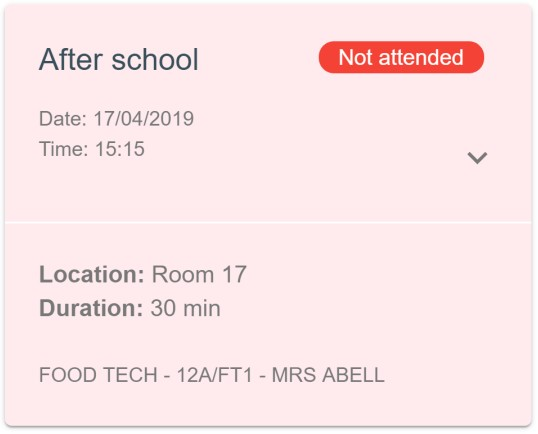 After school
Not attended
Date: 17/04/2019
Time: 15:15
Location: Room 17
Duration: 30 min
FOOD TECH - 12A/FT1 - MRS ABELL